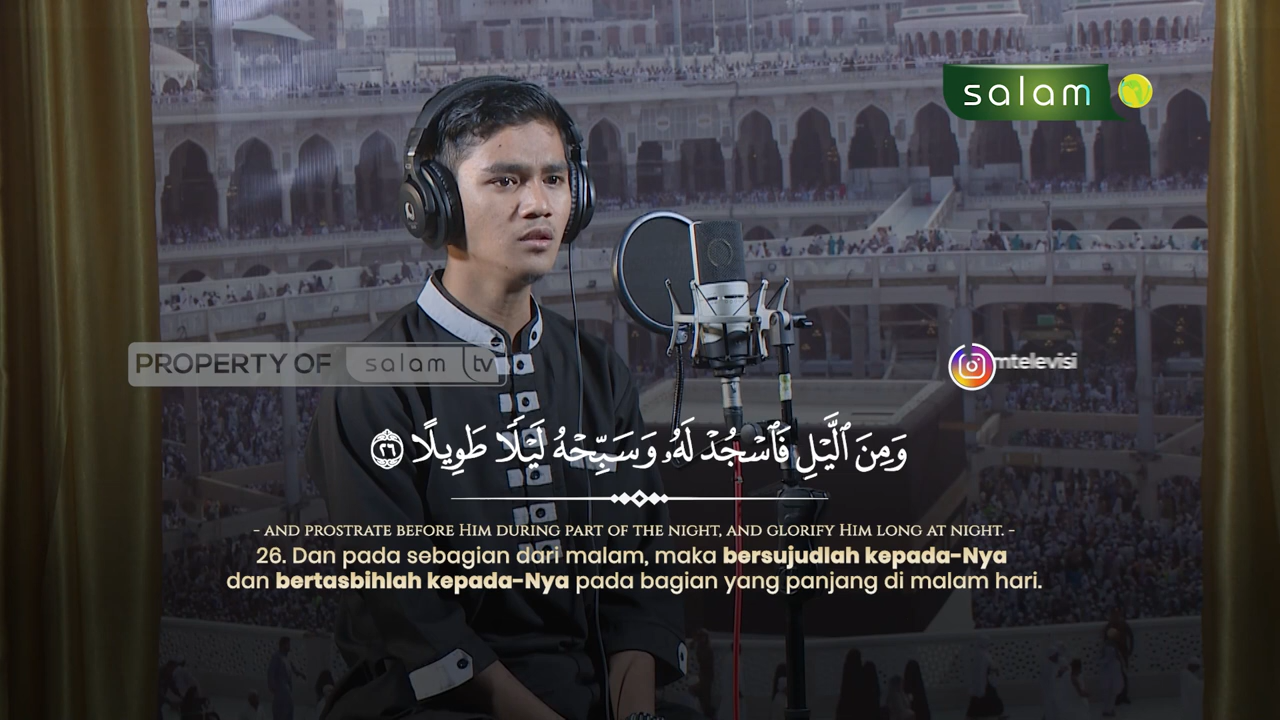 salam
PROPERTY OF salam tv
mtelevisi
وَمِنَ ٱلَّيْلِ فَٱسْجُدْ لَهُۥ وَسَبِّحْهُ لَيْلًا طَوِيلًا ٢٦
- AND PROSTRATE BEFORE HIM DURING PART OF THE NIGHT, AND GLORIFY HIM LONG AT NIGHT. -
26. Dan pada sebagian dari malam, maka bersujudlah kepada-Nya
dan bertasbihlah kepada-Nya pada bagian yang panjang di malam hari.